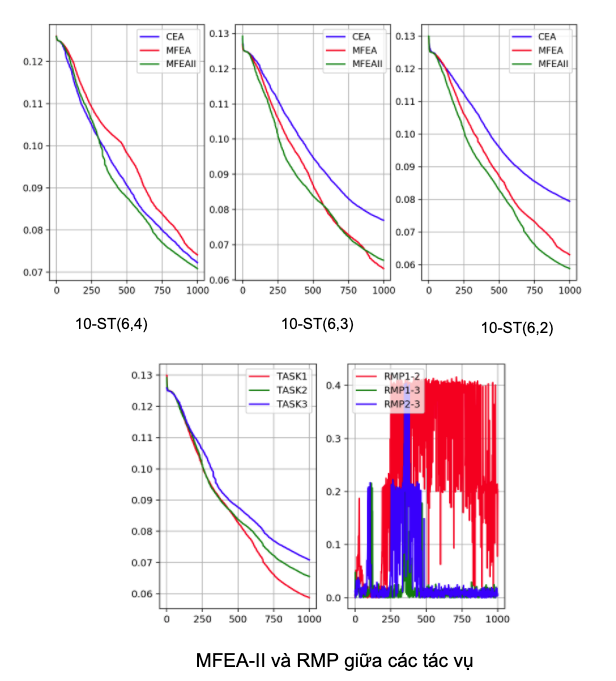 CEA
MFEA
MFEAII
0.12
0.11
0.10
0.09
0.08
0.07
0 250 500 750 1000
10-ST(6,4)
CEA
MFEA
MFEAII
0.13
0.12
0.11
0.10
0.09
0.08
0.07
0.06
0 250 500 750 1000
10-ST(6,3)
CEA
MFEA
MFEAII
0.13
0.12
0.11
0.10
0.09
0.08
0.07
0.06
0 250 500 750 1000
10-ST(6,2)
TASK1
TASK2
TASK3
0.13
0.12
0.11
0.10
0.09
0.08
0.07
0.06
0 250 500 750 1000
RMP1-2
RMP1-3
RMP2-3
0.4
0.3
0.2
0.1
0.0
0 250 500 750 1000
MFEA-II và RMP giữa các tác vụ